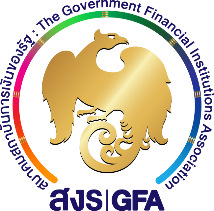 สมาคมสถาบันการเงินของรัฐ : The Government Financial Institutions Association
สงร|GFA